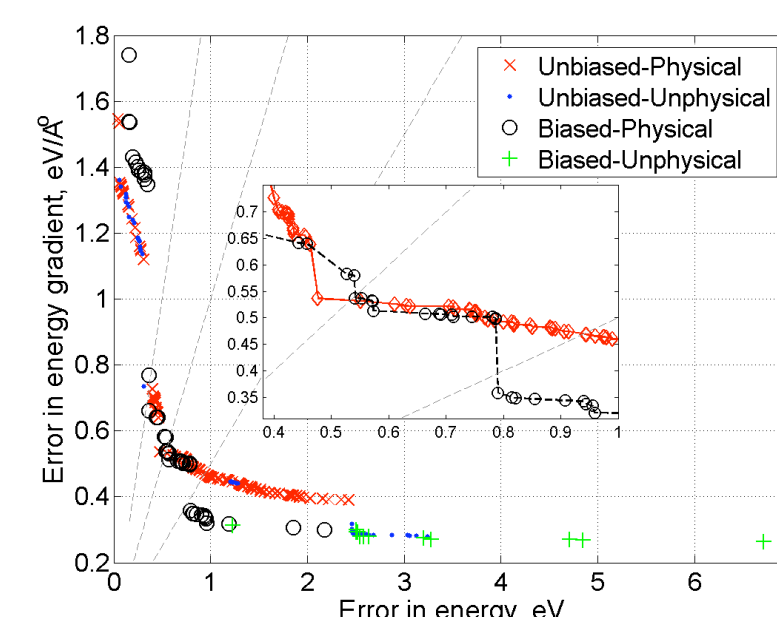 1.8
1.6
1.4
1.2
1
0.8
0.6
0.4
0.2
Error in energy gradient, eV/Aº
Unbiased-Physical
Unbiased-Unphysical
Biased-Physical
Biased-Unphysical
0.7
0.65
0.6
0.55
0.5
0.45
0.4
0.35
0.4 0.5 0.6 0.7 0.8 0.9 1
0 1 2 3 4 5 6
Error in energy, eV